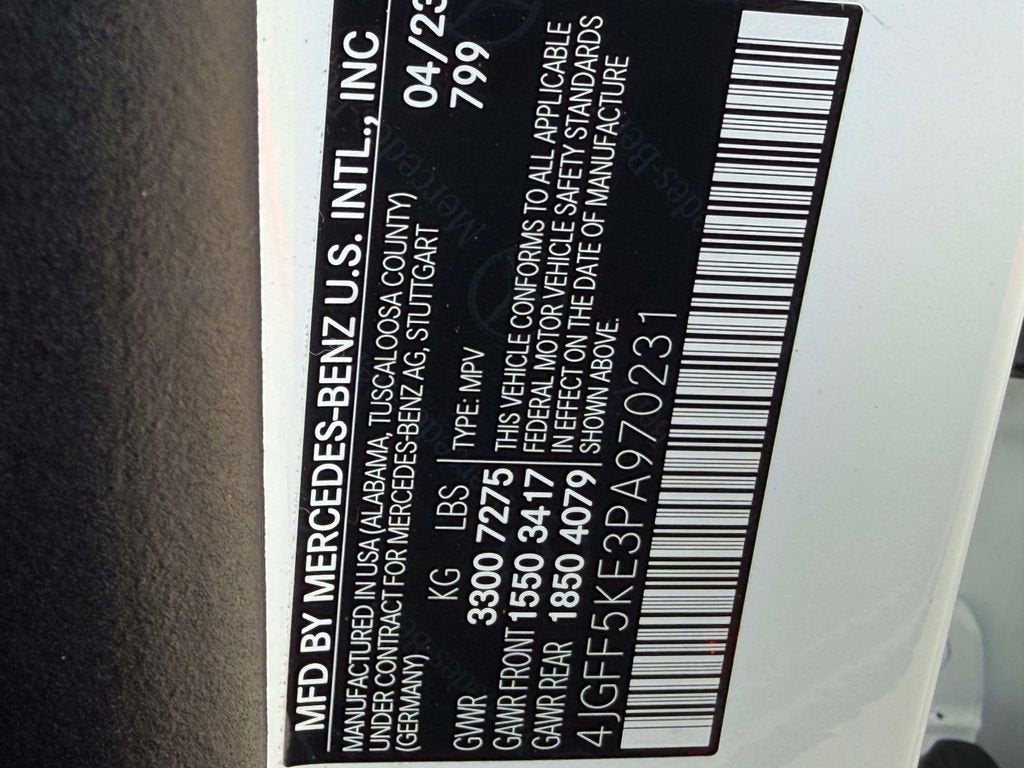 MFD BY MERCEDES-BENZ U.S. INTL., INC
MANUFACTURED IN USA (ALABAMA, TUSCALOOSA COUNTY)
UNDER CONTRACT FOR MERCEDES-BENZ AG, STUTTGART
(GERMANY)
04/23
799
KG LBS
TYPE: MPV
GVWR 3300 7275
GAWR FRONT 1550 3417
GAWR REAR 1850 4079
THIS VEHICLE CONFORMS TO ALL APPLICABLE
FEDERAL MOTOR VEHICLE SAFETY STANDARDS
IN EFFECT ON THE DATE OF MANUFACTURE
SHOWN ABOVE.
4JGFF5KE3PA970231